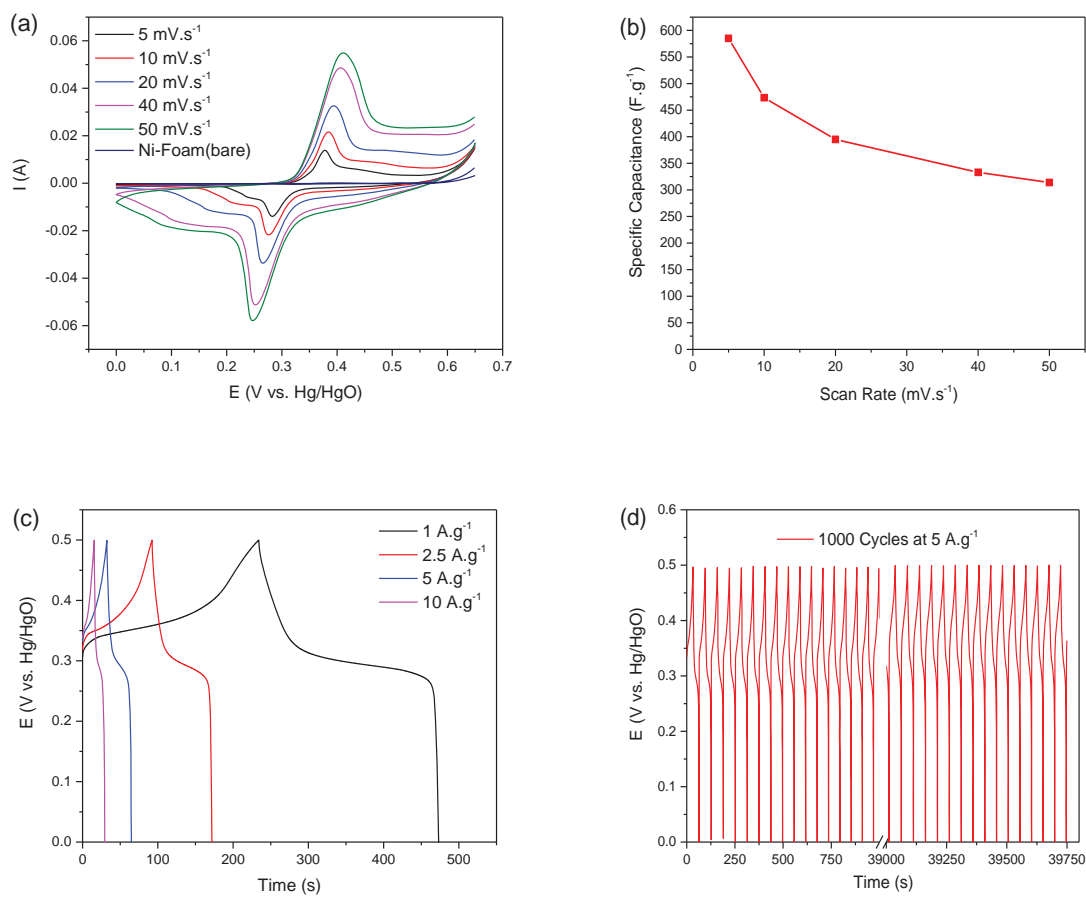 (a)
5 mV.s⁻¹
10 mV.s⁻¹
20 mV.s⁻¹
40 mV.s⁻¹
50 mV.s⁻¹
Ni-Foam(bare)
0.06
0.04
0.02
0.00
-0.02
-0.04
-0.06
I (A)
0.0 0.1 0.2 0.3 0.4 0.5 0.6 0.7
E (V vs. Hg/HgO)
(b)
600
550
500
450
400
350
300
250
200
150
100
50
0
Specific Capacitance (F.g⁻¹)
0 10 20 30 40 50
Scan Rate (mV.s⁻¹)
(c)
1 A.g⁻¹
2.5 A.g⁻¹
5 A.g⁻¹
10 A.g⁻¹
0.5
0.4
0.3
0.2
0.1
0.0
E (V vs. Hg/HgO)
0 100 200 300 400 500
Time (s)
(d)
1000 Cycles at 5 A.g⁻¹
0.6
0.5
0.4
0.3
0.2
0.1
0.0
E (V vs. Hg/HgO)
0 250 500 750 39000 39250 39500 39750
Time (s)